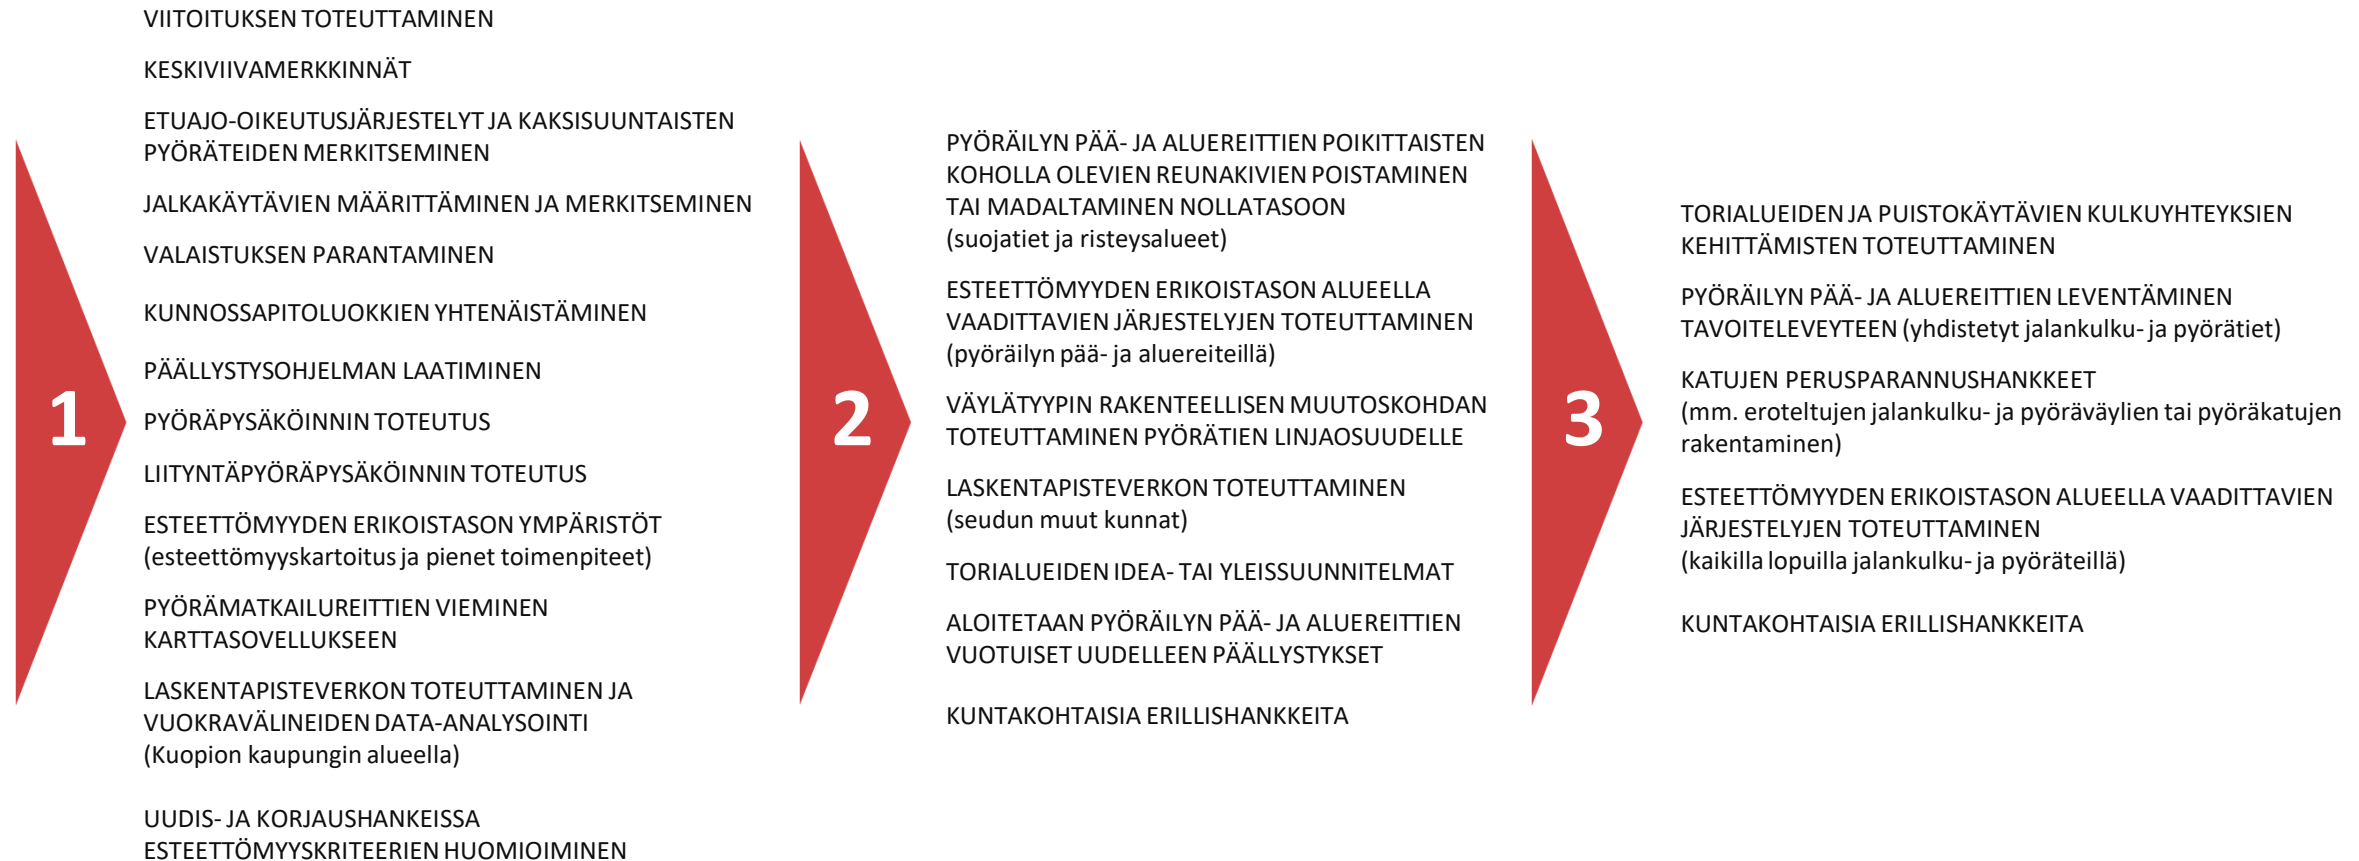 1
VIITOITUKSEN TOTEUTTAMINEN
KESKIVIIVAMERKKINNÄT
ETUAJO-OIKEUTUSJÄRJESTELYT JA KAKSISUUNTAISTEN
PYÖRÄTEIDEN MERKITSEMINEN
JALKAKÄYTÄVIEN MÄÄRITTÄMINEN JA MERKITSEMINEN
VALAISTUKSEN PARANTAMINEN
KUNNOSSAPITOLUOKKIEN YHTENÄISTÄMINEN
PÄÄLLYSTYSOHJELMAN LAATIMINEN
PYÖRÄPYSÄKÖINNIN TOTEUTUS
LIITYNTÄPYÖRÄPYSÄKÖINNIN TOTEUTUS
ESTEETTÖMYYDEN ERIKOISTASON YMPÄRISTÖT
(esteettömyyskartoitus ja pienet toimenpiteet)
PYÖRÄMATKAILUREITTIEN VIEMINEN
KARTTASOVELLUKSEEN
LASKENTAPISTEVERKON TOTEUTTAMINEN JA
VUOKRAVÄLINEIDEN DATA-ANALYSOINTI
(Kuopion kaupungin alueella)
UUDIS- JA KORJAUSHANKEISSA
ESTEETTÖMYYSKRITEERIEN HUOMIOIMINEN
2
PYÖRÄILYN PÄÄ- JA ALUEREITTIEN POIKITTAISTEN
KOHOLLA OLEVIEN REUNAKIVIEN POISTAMINEN
TAI MADALTAMINEN NOLLATASOON
(suojatiet ja risteysalueet)
ESTEETTÖMYYDEN ERIKOISTASON ALUEELLA
VAADITTAVIEN JÄRJESTELYJEN TOTEUTTAMINEN
(pyöräilyn pää- ja aluereiteillä)
VÄYLÄTYYPIN RAKENTEELLISEN MUUTOSKOHDAN
TOTEUTTAMINEN PYÖRÄTIEN LINJAOSUUDELLE
LASKENTAPISTEVERKON TOTEUTTAMINEN
(seudun muut kunnat)
TORIALUEIDEN IDEA- TAI YLEISSUUNNITELMAT
ALOITETAAN PYÖRÄILYN PÄÄ- JA ALUEREITTIEN
VUOTUISET UUDELLEEN PÄÄLLYSTYKSET
KUNTAKOHTAISIA ERILLISHANKKEITA
3
TORIALUEIDEN JA PUISTOKÄYTÄVIEN KULKUYHTEYKSIEN
KEHITTÄMISTEN TOTEUTTAMINEN
PYÖRÄILYN PÄÄ- JA ALUEREITTIEN LEVENTÄMINEN
TAVOITELEVEYTEEN (yhdistetyt jalankulku- ja pyörätiet)
KATUJEN PERUSPARANNUSHANKKEET
(mm. eroteltujen jalankulku- ja pyöräväylien tai pyöräkatujen
rakentaminen)
ESTEETTÖMYYDEN ERIKOISTASON ALUEELLA VAADITTAVIEN
JÄRJESTELYJEN TOTEUTTAMINEN
(kaikilla lopuilla jalankulku- ja pyöräteillä)
KUNTAKOHTAISIA ERILLISHANKKEITA